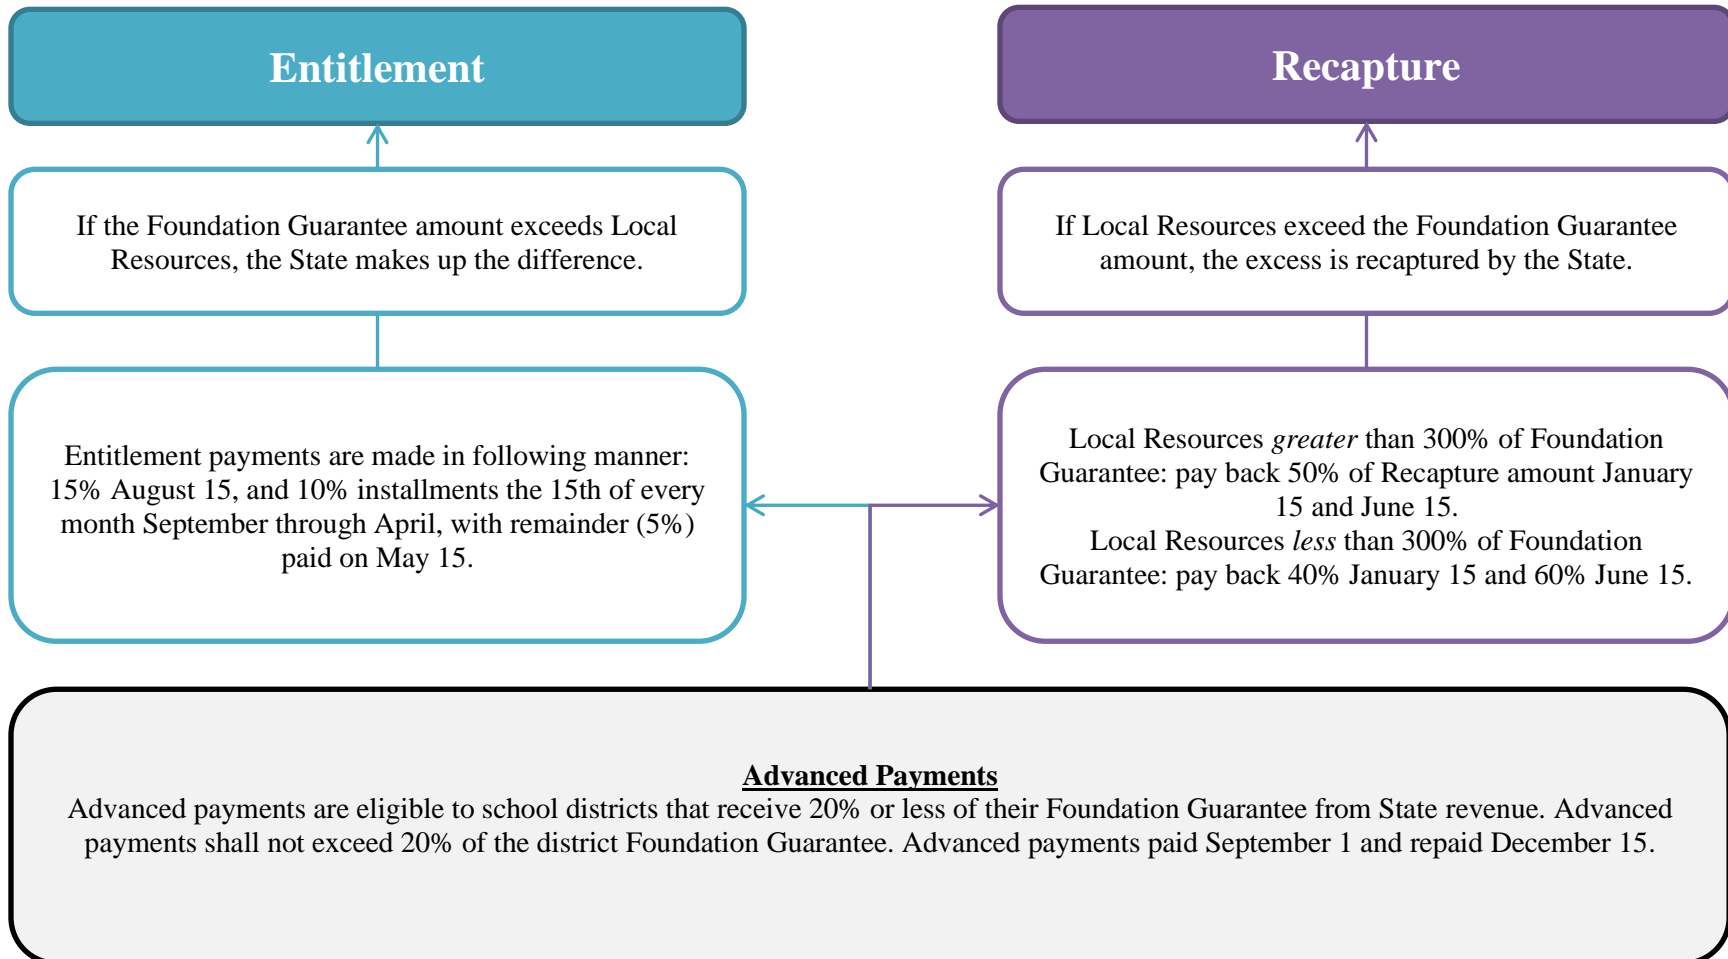 Entitlement
Recapture
If the Foundation Guarantee amount exceeds Local
Resources, the State makes up the difference.
If Local Resources exceed the Foundation Guarantee
amount, the excess is recaptured by the State.
Entitlement payments are made in following manner:
15% August 15, and 10% installments the 15th of every
month September through April, with remainder (5%)
paid on May 15.
Local Resources greater than 300% of Foundation
Guarantee: pay back 50% of Recapture amount January
15 and June 15.
Local Resources less than 300% of Foundation
Guarantee: pay back 40% January 15 and 60% June 15.
Advanced Payments
Advanced payments are eligible to school districts that receive 20% or less of their Foundation Guarantee from State revenue. Advanced
payments shall not exceed 20% of the district Foundation Guarantee. Advanced payments paid September 1 and repaid December 15.